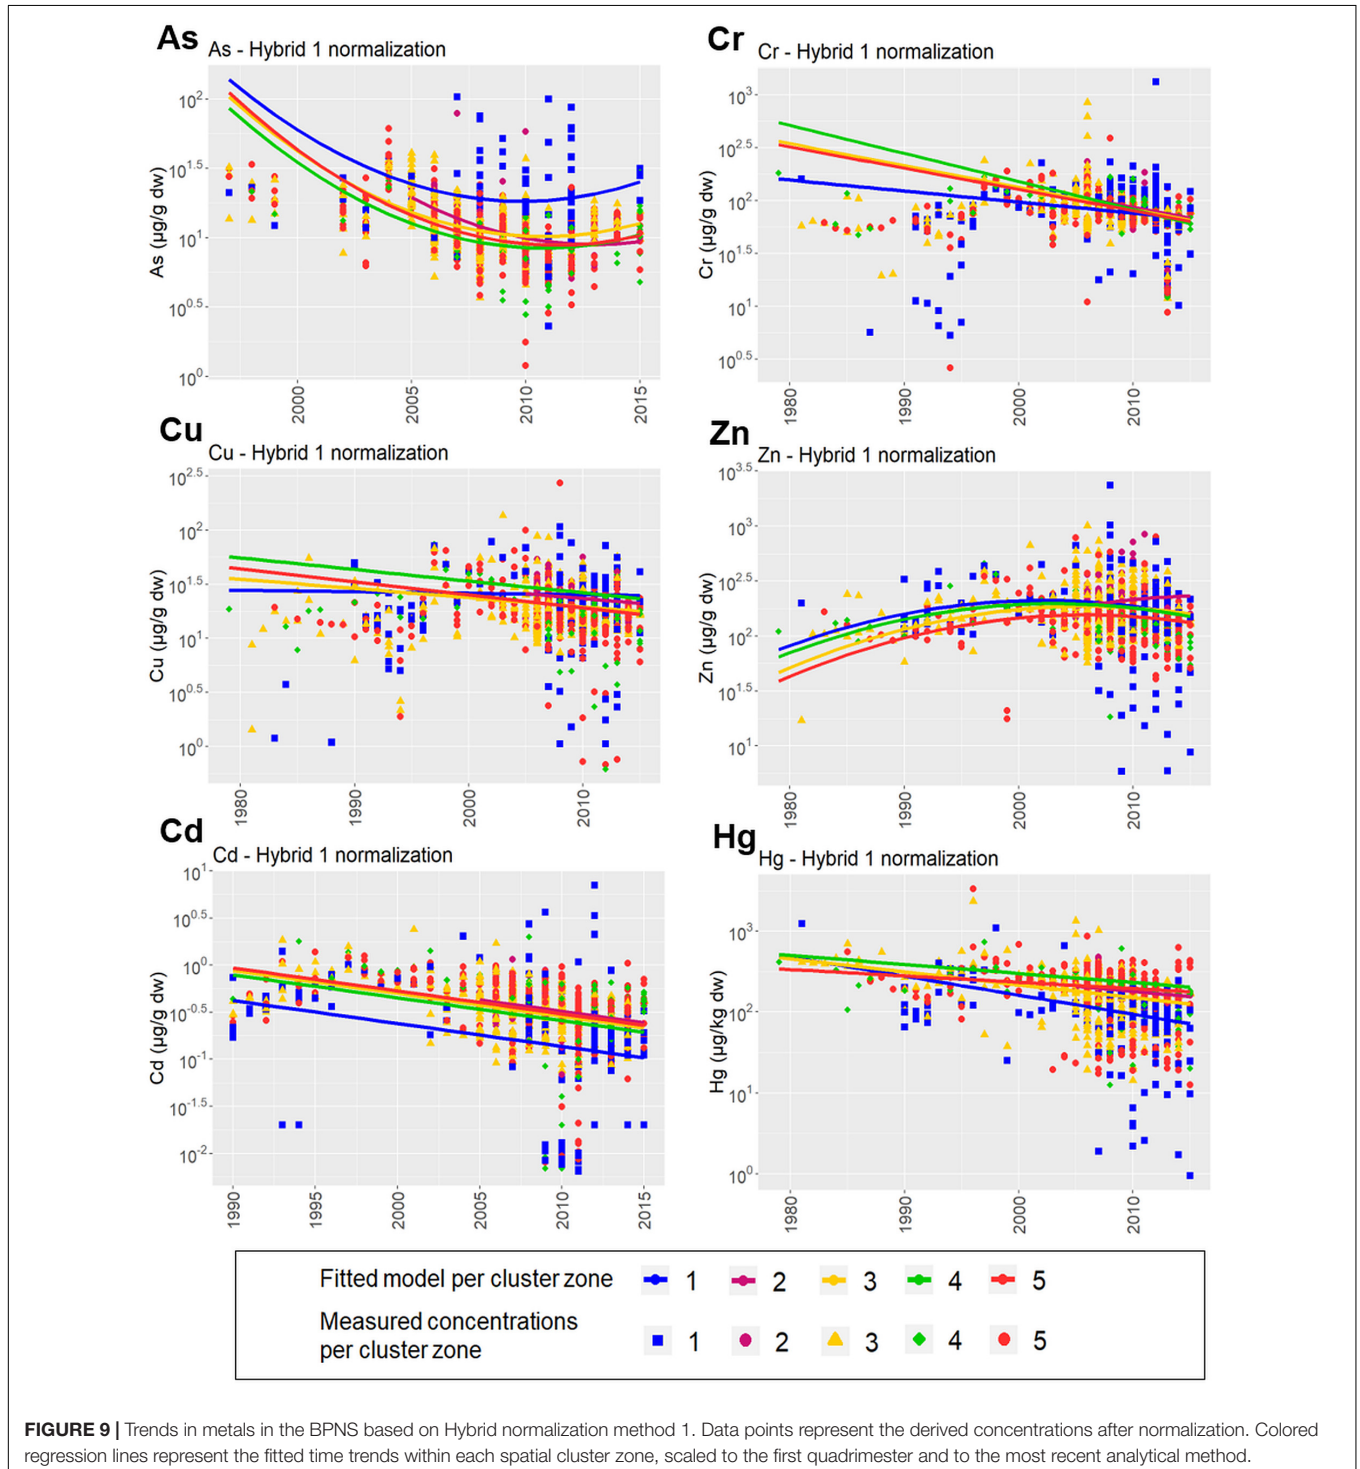 As
As - Hybrid 1 normalization
As (µg/g dw)
10^2
10^1.5
10^1
10^0.5
10^0
2000
2005
2010
2015
Cr
Cr - Hybrid 1 normalization
Cr (µg/g dw)
10^3
10^2.5
10^2
10^1.5
10^1
10^0.5
1980
1990
2000
2010
Cu
Cu - Hybrid 1 normalization
Cu (µg/g dw)
10^2.5
10^2
10^1.5
10^1
10^0.5
10^0
1980
1990
2000
2010
Zn
Zn - Hybrid 1 normalization
Zn (µg/g dw)
10^3.5
10^3
10^2.5
10^2
10^1.5
10^1
1980
1990
2000
2010
Cd
Cd - Hybrid 1 normalization
Cd (µg/g dw)
10^1
10^0.5
10^0
10^-0.5
10^-1
10^-1.5
10^-2
1990
1995
2000
2005
2010
2015
Hg
Hg - Hybrid 1 normalization
Hg (µg/kg dw)
10^3
10^2
10^1
10^0
1980
1990
2000
2010
Fitted model per cluster zone 1 2 3 4 5
Measured concentrations
per cluster zone 1 2 3 4 5
FIGURE 9 | Trends in metals in the BPNS based on Hybrid normalization method 1. Data points represent the derived concentrations after normalization. Colored
regression lines represent the fitted time trends within each spatial cluster zone, scaled to the first quadrimester and to the most recent analytical method.